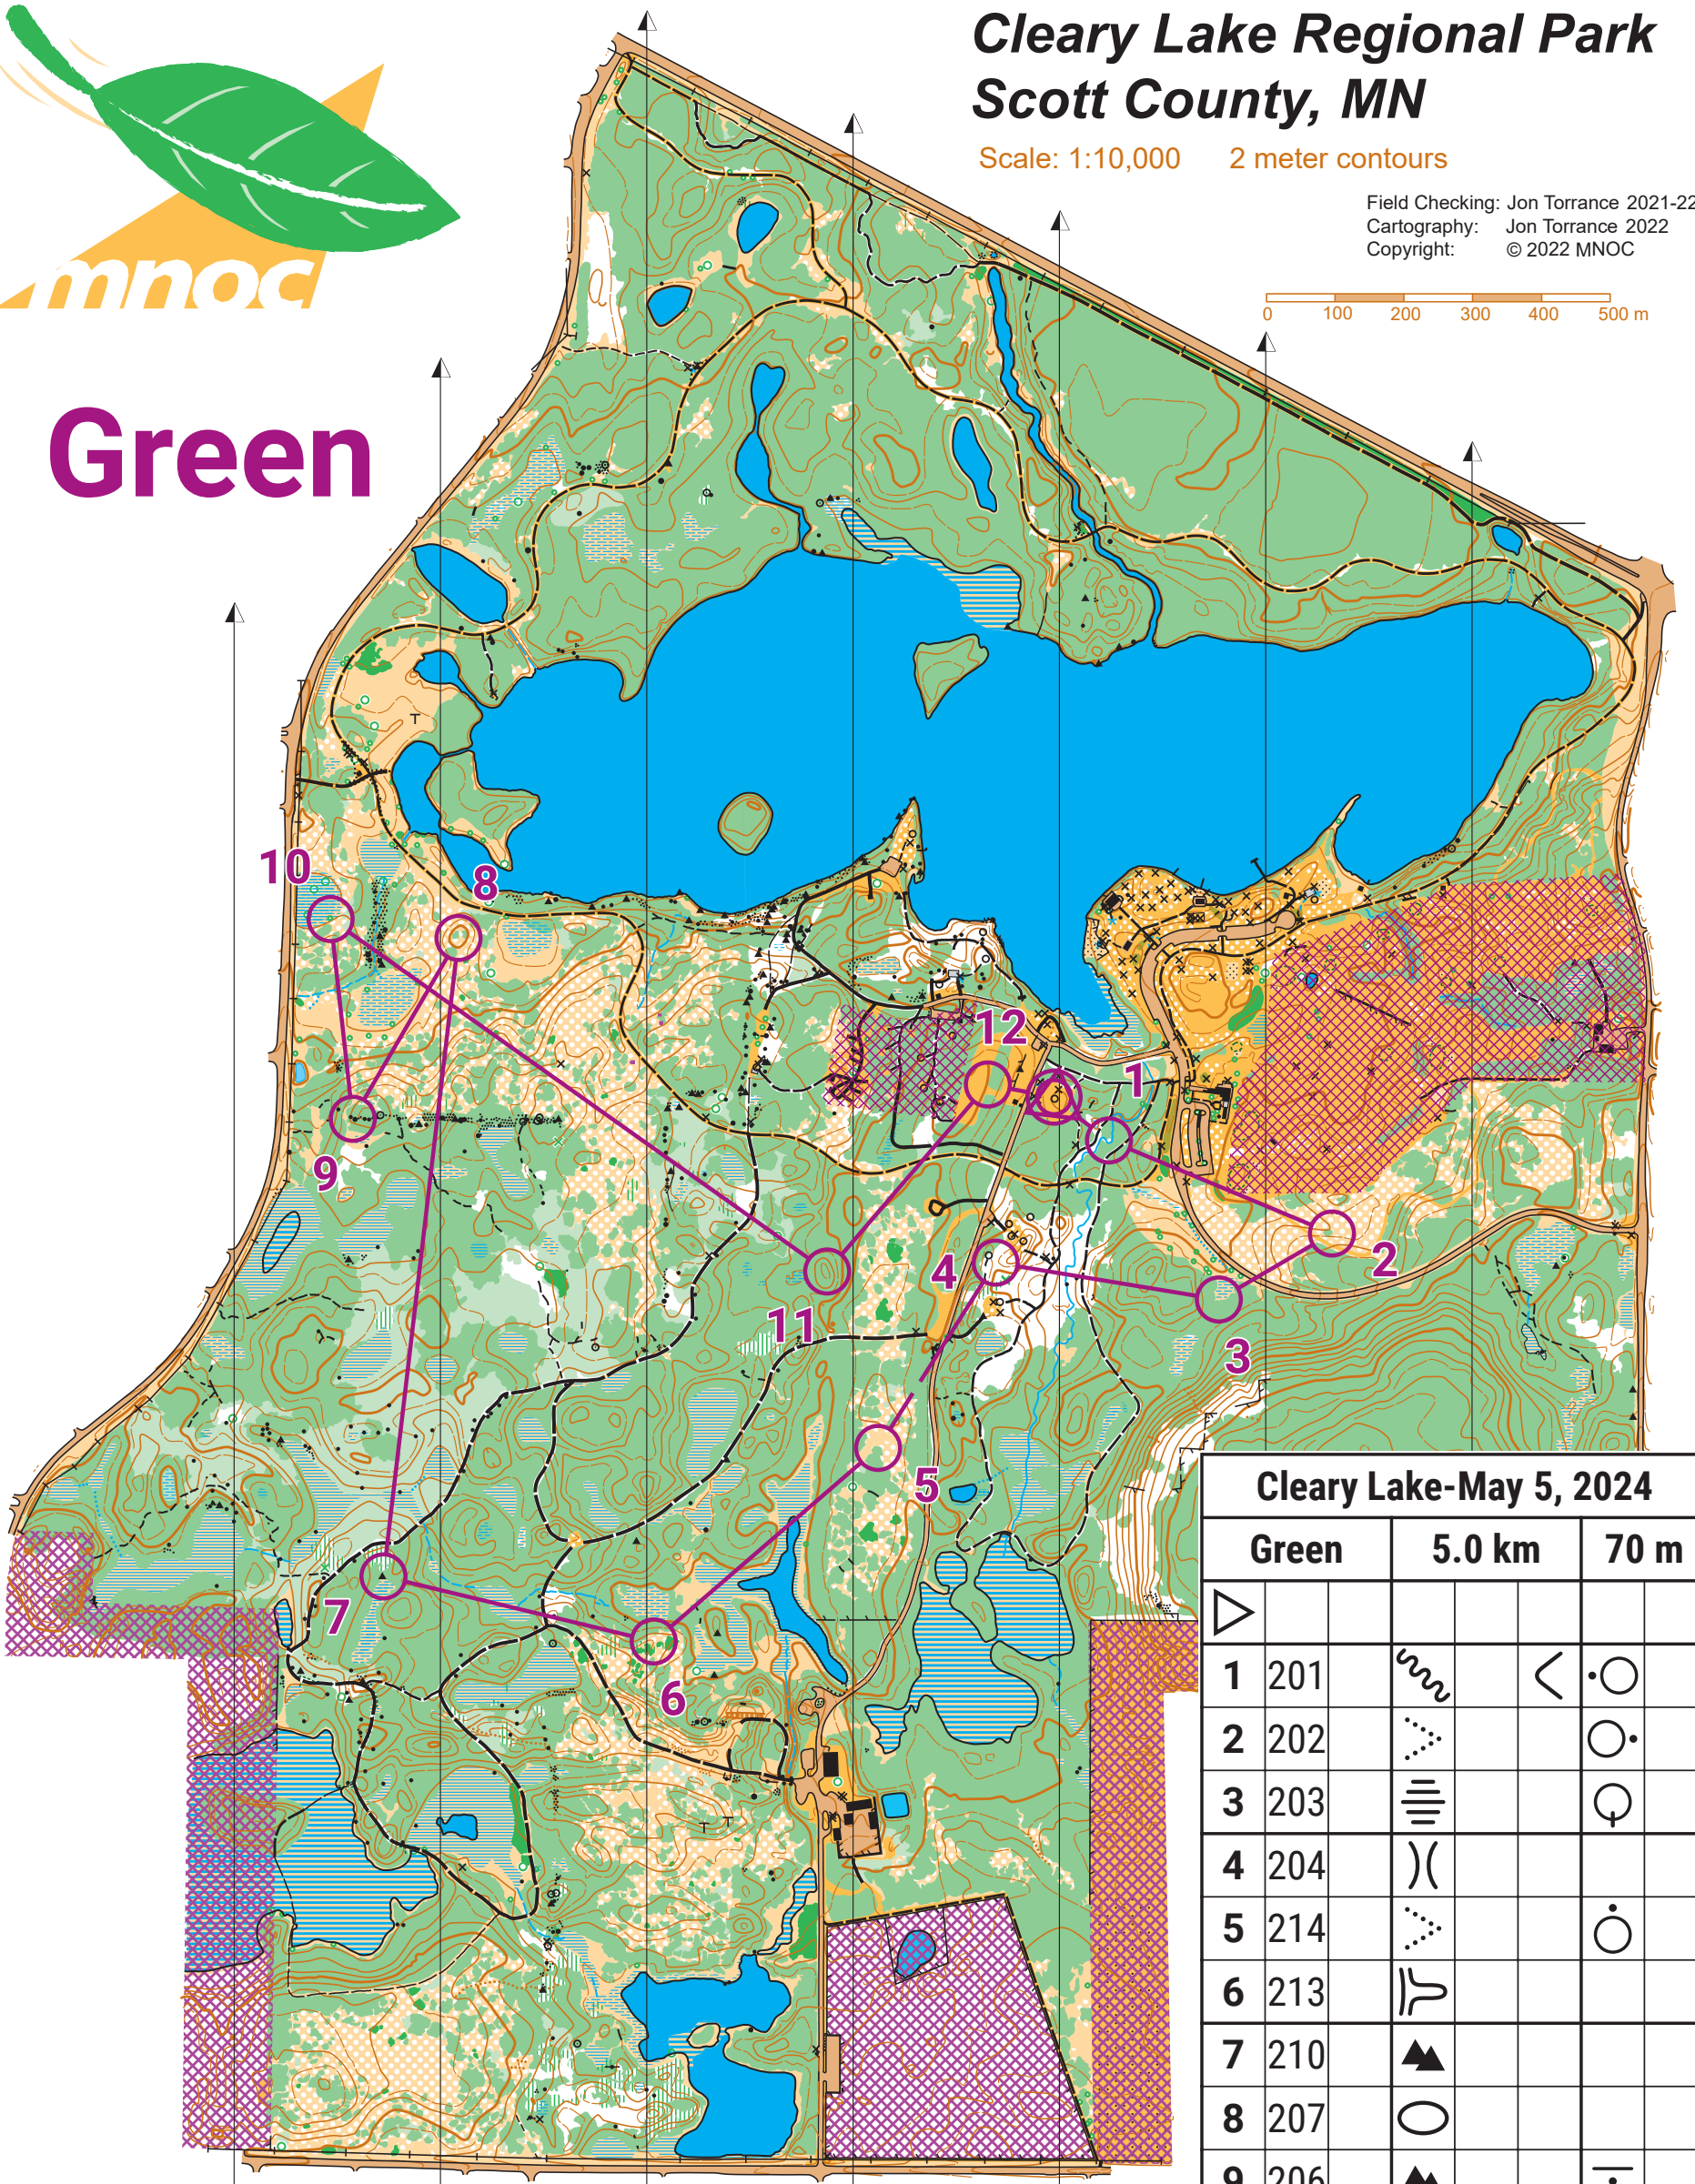 mnoc
Cleary Lake Regional Park
Scott County, MN
Scale: 1:10,000 2 meter contours
Field Checking: Jon Torrance 2021-22
Cartography: Jon Torrance 2022
Copyright: © 2022 MNOC
0 100 200 300 400 500 m
Green
10
8
12
1
9
2
4
11
3
5
7
6
Cleary Lake-May 5, 2024
Green 5.0 km 70 m
1 201
2 202
3 203
4 204
5 214
6 213
7 210
8 207
9 206